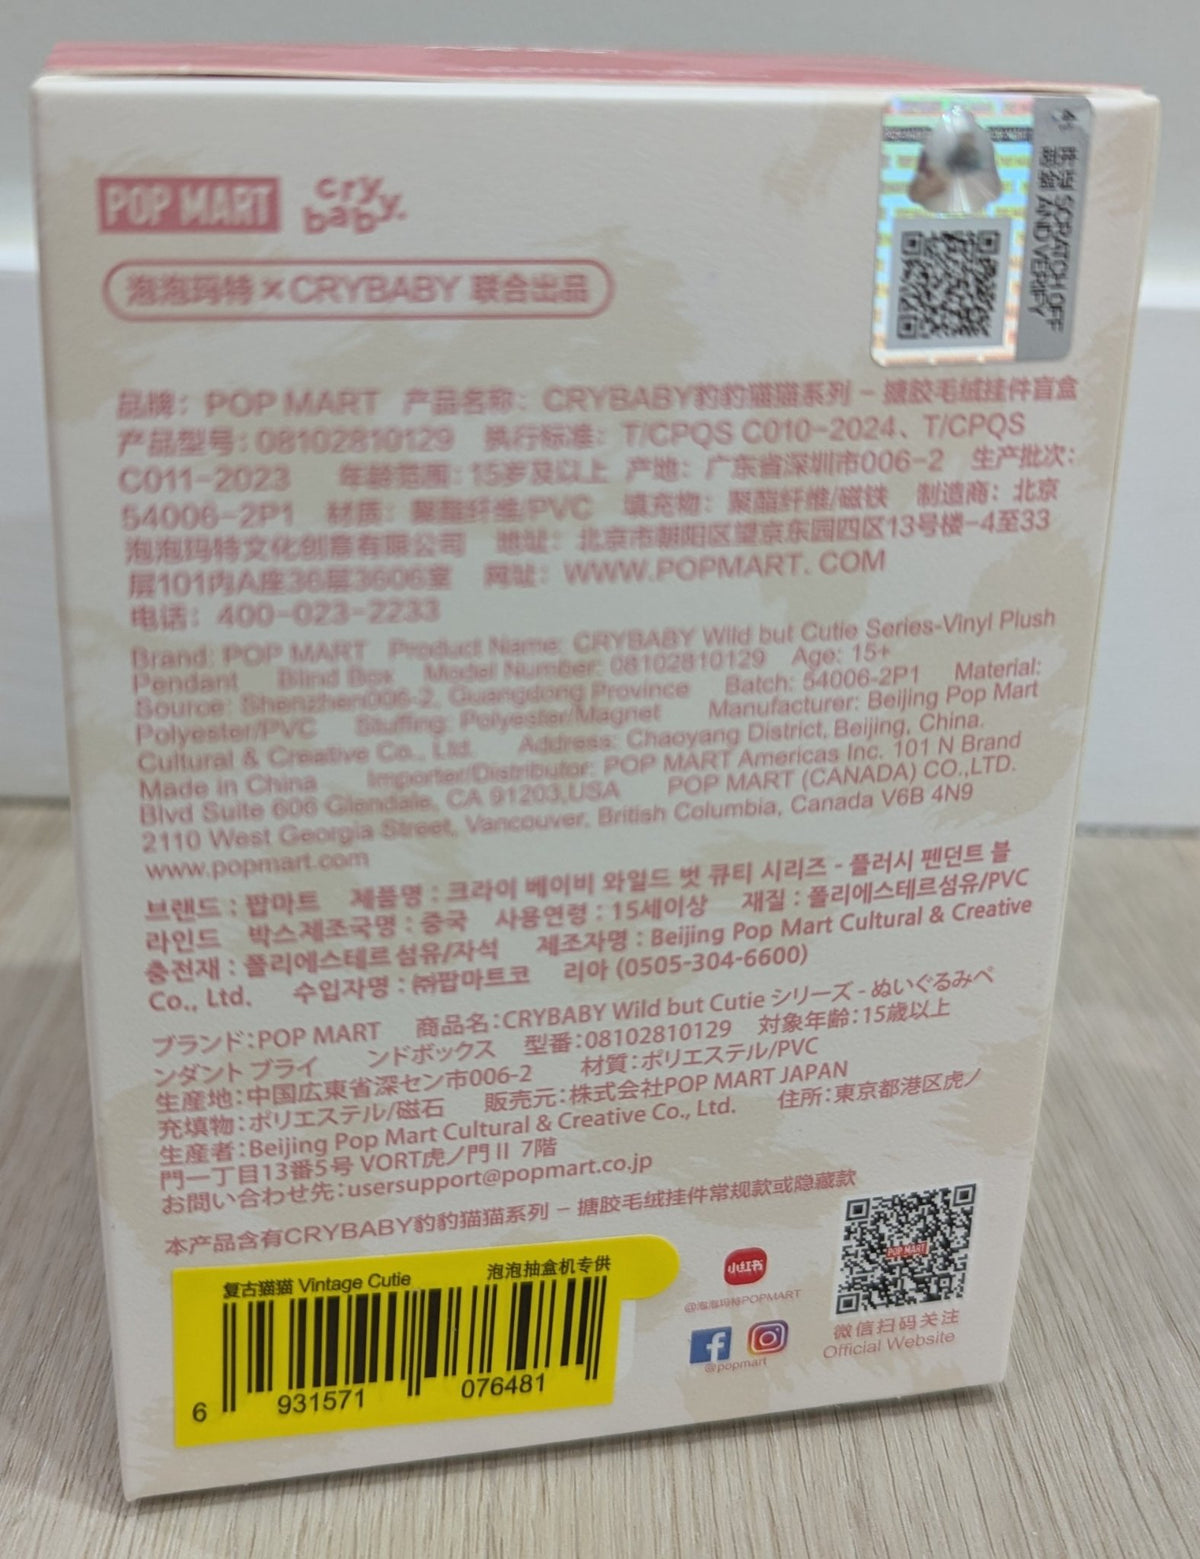 POP MART
cry baby.
泡泡玛特×CRYBABY 联合出品
刮开涂层 SCRATCH OFF
AND VERIFY
品牌：POP MART 产品名称：CRYBABY豹豹猫猫系列－搪胶毛绒挂件盲盒
产品型号：08102810129 执行标准：T/CPQS C010-2024、T/CPQS
C011-2023 年龄范围：15岁及以上 产地：广东省深圳市006-2 生产批次：
54006-2P1 材质：聚酯纤维/PVC 填充物：聚酯纤维/磁铁 制造商：北京
泡泡玛特文化创意有限公司 地址：北京市朝阳区望京东园四区13号楼-4至33
层101内A座36层3606室 网址：WWW.POPMART. COM
电话：400-023-2233
Brand: POP MART Product Name: CRYBABY Wild but Cutie Series-Vinyl Plush
Pendant Blind Box Model Number: 08102810129 Age: 15+
Source: Shenzhen006-2, Guangdong Province Batch: 54006-2P1 Material:
Polyester/PVC Stuffing: Polyester/Magnet Manufacturer: Beijing Pop Mart
Cultural & Creative Co., Ltd. Address: Chaoyang District, Beijing, China.
Made in China Importer/Distributor: POP MART Americas Inc. 101 N Brand
Blvd Suite 606 Glendale, CA 91203,USA POP MART (CANADA) CO.,LTD.
2110 West Georgia Street, Vancouver, British Columbia, Canada V6B 4N9
www.popmart.com
브랜드 : 팝마트 제품명 : 크라이 베이비 와일드 벗 큐티 시리즈 - 플러시 펜던트 블
라인드 박스제조국명 : 중국 사용연령 : 15세이상 재질 : 폴리에스테르섬유/PVC
충전재 : 폴리에스테르 섬유/자석 제조자명 : Beijing Pop Mart Cultural & Creative
Co., Ltd. 수입자명 : ㈜팝마트코 리아 (0505-304-6600)
ブランド：POP MART 商品名：CRYBABY Wild but Cutie シリーズ - ぬいぐるみペ
ンダント ブライ ンドボックス 型番：08102810129 対象年齢：15歳以上
生産地：中国広東省深セン市006-2 材質：ポリエステル/PVC
充填物：ポリエステル/磁石 販売元：株式会社POP MART JAPAN
生産者：Beijing Pop Mart Cultural & Creative Co., Ltd. 住所：東京都港区虎ノ
門一丁目13番5号 VORT虎ノ門Ⅱ 7階
お問い合わせ先：usersupport@popmart.co.jp
本产品含有CRYBABY豹豹猫猫系列－搪胶毛绒挂件常规款或隐藏款
复古猫猫 Vintage Cutie 泡泡抽盒机专供
6 931571 076481
小红书
@泡泡玛特POPMART
@popmart
POP MART
微信扫码关注
Official Website